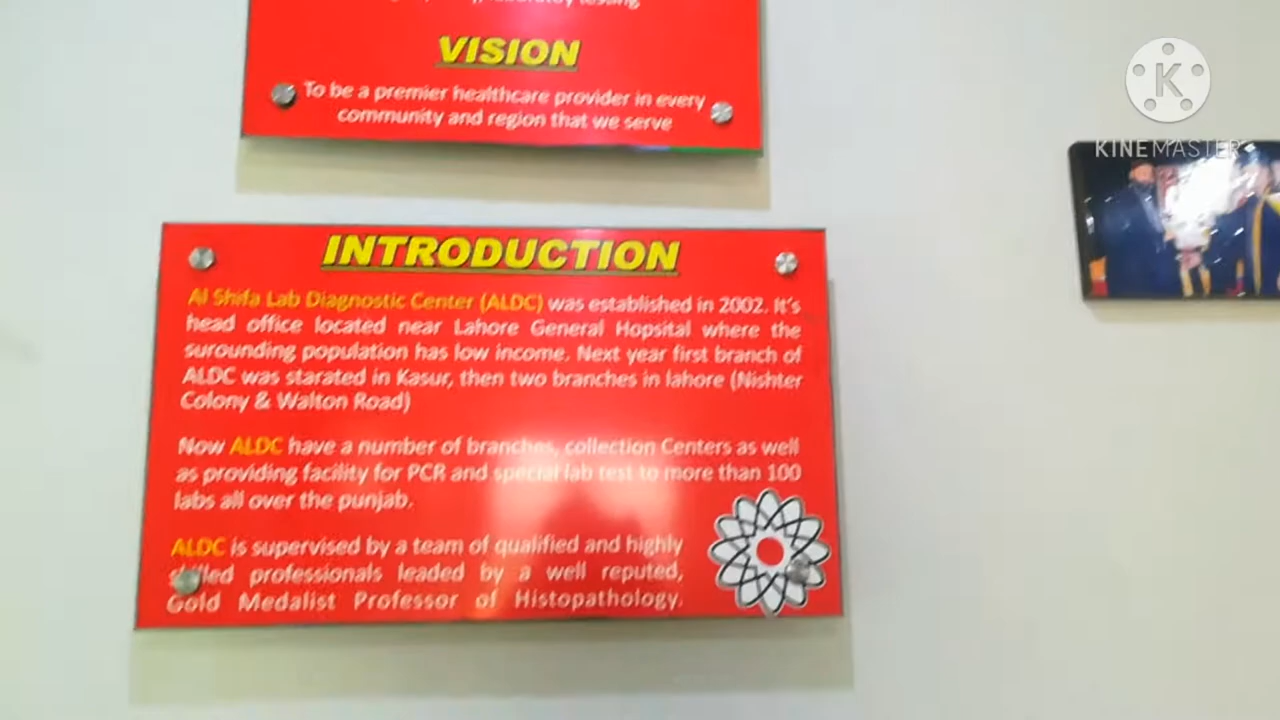 laboratory testing
VISION
To be a premier healthcare provider in every
community and region that we serve
INTRODUCTION
Al Shifa Lab Diagnostic Center (ALDC) was established in 2002. It's
head office located near Lahore General Hopsital where the
surounding population has low income. Next year first branch of
ALDC was starated in Kasur, then two branches in lahore (Nishter
Colony & Walton Road)
Now ALDC have a number of branches, collection Centers as well
as providing facility for PCR and special lab test to more than 100
labs all over the punjab.
ALDC is supervised by a team of qualified and highly
skilled professionals leaded by a well reputed,
Gold Medalist Professor of Histopathology.
K
KINEMASTER